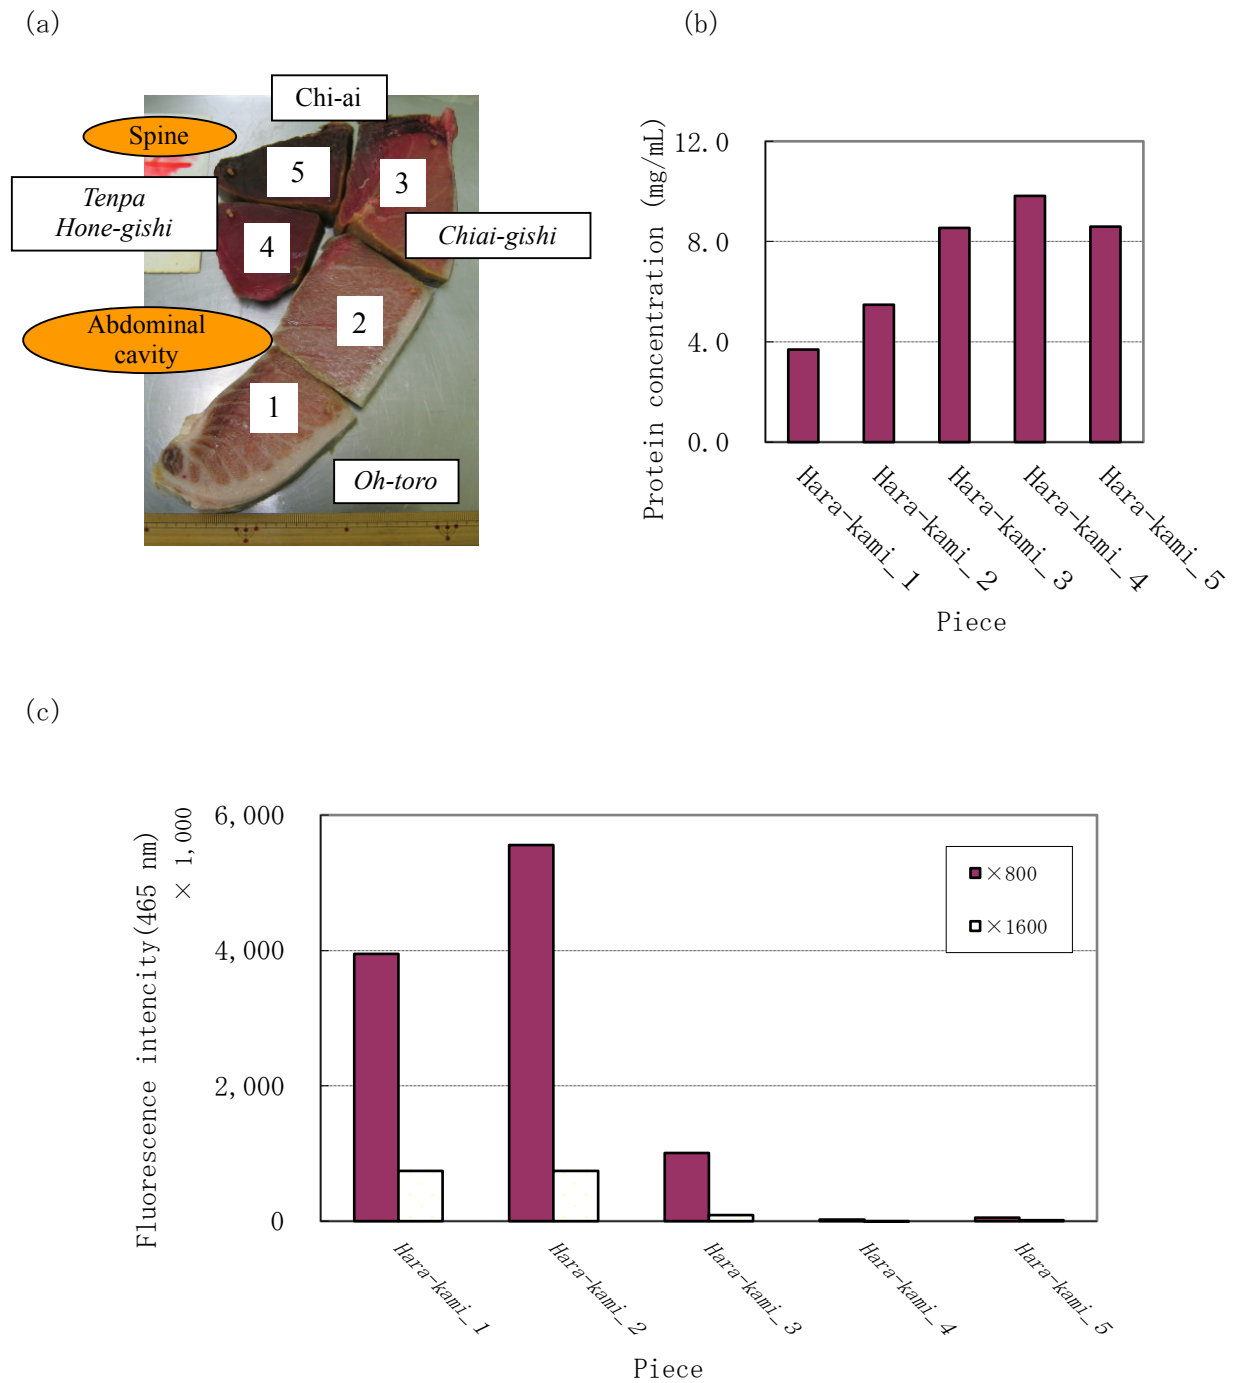 (a)
Chi-ai
Spine
5
3
Tenpa
Hone-gishi
4
Chiai-gishi
Abdominal
cavity
2
1
Oh-toro
(b)
Protein concentration (mg/mL)
12.0
8.0
4.0
0.0
Hara-kami_1
Hara-kami_2
Hara-kami_3
Hara-kami_4
Hara-kami_5
Piece
(c)
Fluorescence intencity(465 nm)
× 1,000
6,000
4,000
2,000
0
×800
×1600
Hara-kami_1
Hara-kami_2
Hara-kami_3
Hara-kami_4
Hara-kami_5
Piece